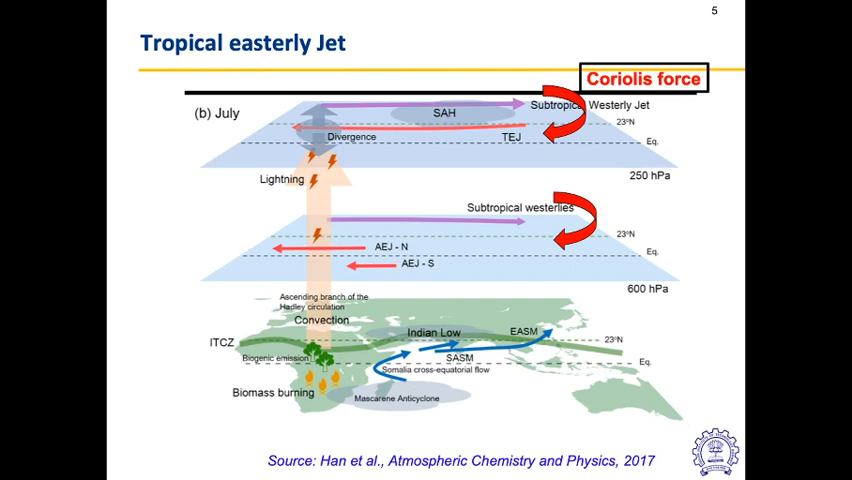 5
Tropical easterly Jet
Coriolis force
(b) July
SAH
Subtropical Westerly Jet
23°N
Divergence
TEJ
Eq.
Lightning
250 hPa
Subtropical westerlies
23°N
AEJ - N
Eq.
AEJ - S
600 hPa
Ascending branch of the
Hadley circulation
Convection
Indian Low
EASM
ITCZ
23°N
Biogenic emission
SASM
Eq.
Somalia cross-equatorial flow
Biomass burning
Mascarene Anticyclone
Source: Han et al., Atmospheric Chemistry and Physics, 2017